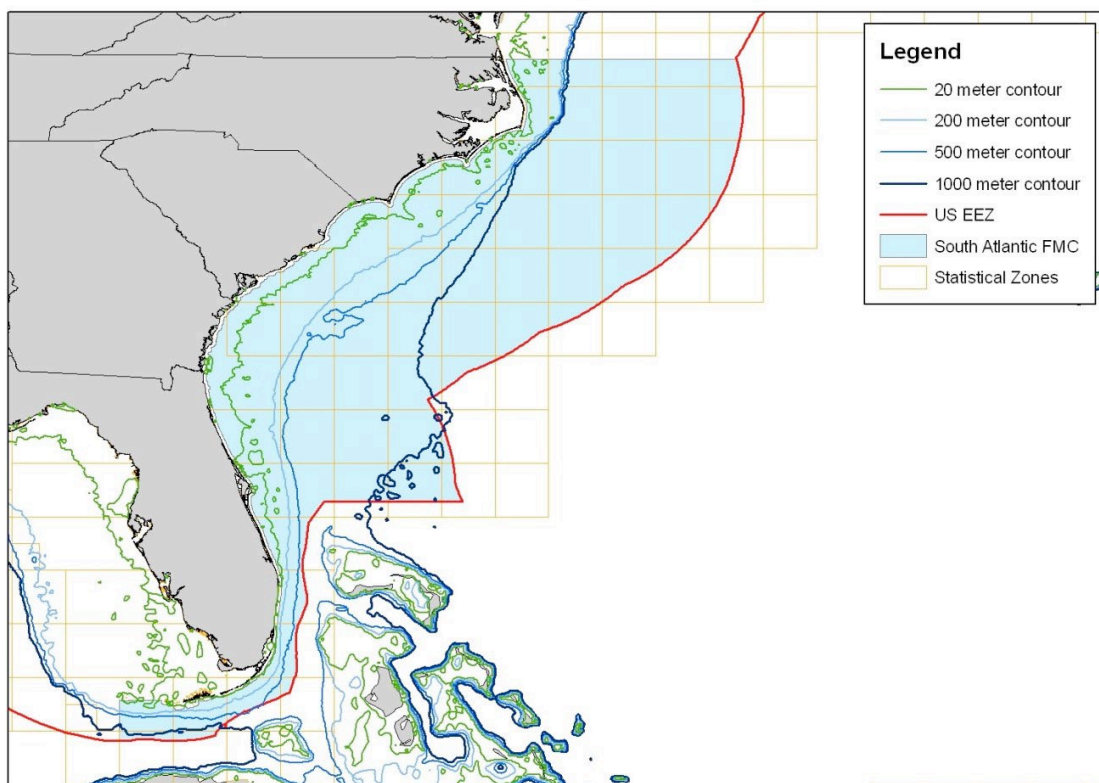 Legend
20 meter contour
200 meter contour
500 meter contour
1000 meter contour
US EEZ
South Atlantic FMC
Statistical Zones